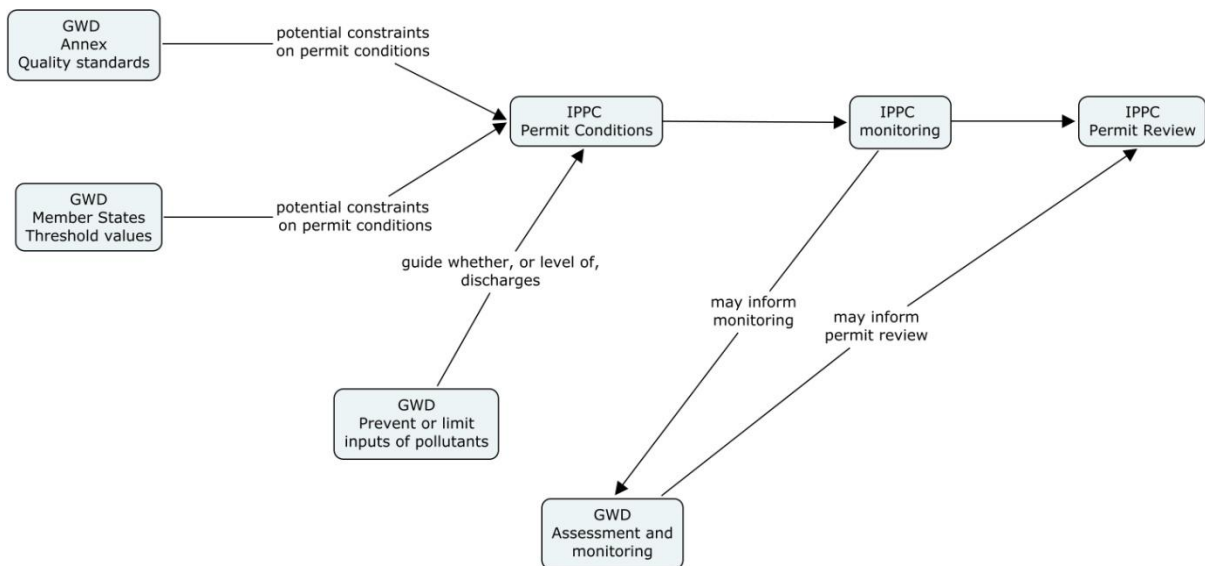 GWD
Annex
Quality standards
potential constraints
on permit conditions
IPPC
Permit Conditions
IPPC
monitoring
IPPC
Permit Review
GWD
Member States
Threshold values
potential constraints
on permit conditions
guide whether, or level of,
discharges
may inform
monitoring
may inform
permit review
GWD
Prevent or limit
inputs of pollutants
GWD
Assessment and
monitoring